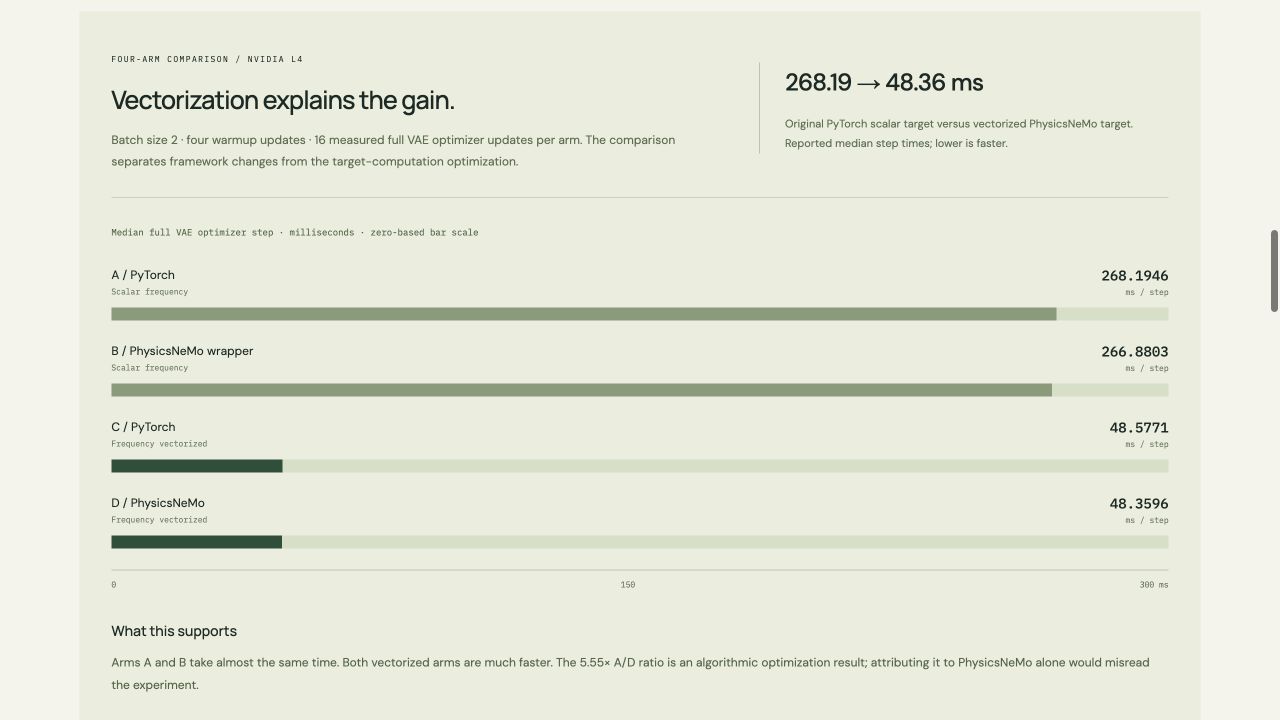 FOUR-ARM COMPARISON / NVIDIA L4
Vectorization explains the gain.
Batch size 2 · four warmup updates · 16 measured full VAE optimizer updates per arm. The comparison
separates framework changes from the target-computation optimization.
268.19 → 48.36 ms
Original PyTorch scalar target versus vectorized PhysicsNeMo target.
Reported median step times; lower is faster.
Median full VAE optimizer step · milliseconds · zero-based bar scale
A / PyTorch
Scalar frequency
268.1946
ms / step
B / PhysicsNeMo wrapper
Scalar frequency
266.8803
ms / step
C / PyTorch
Frequency vectorized
48.5771
ms / step
D / PhysicsNeMo
Frequency vectorized
48.3596
ms / step
0 150 300 ms
What this supports
Arms A and B take almost the same time. Both vectorized arms are much faster. The 5.55× A/D ratio is an algorithmic optimization result; attributing it to PhysicsNeMo alone would misread
the experiment.